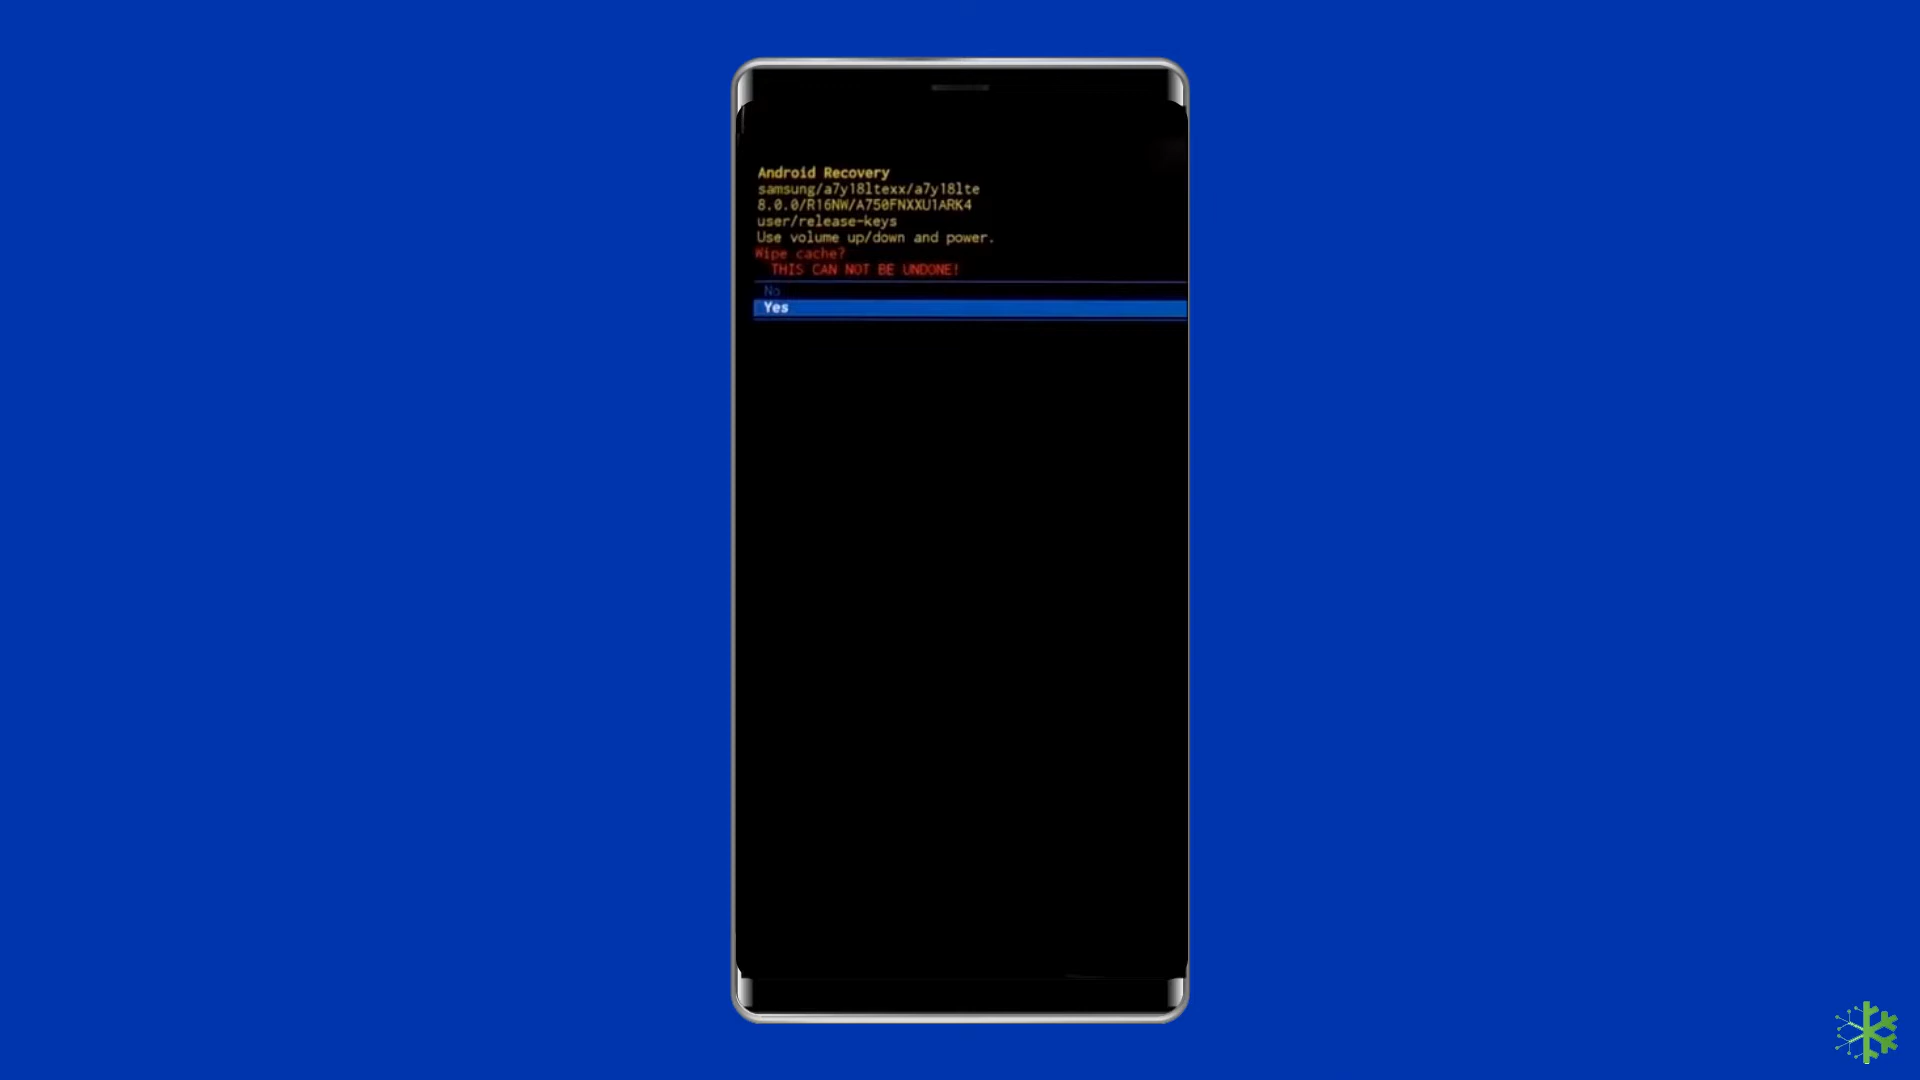 Android Recovery
samsung/a7y18ltexx/a7y18lte
8.0.0/R16NW/A750FNXXU1ARK4
user/release-keys
Use volume up/down and power.
Wipe cache?
THIS CAN NOT BE UNDONE!
No
Yes